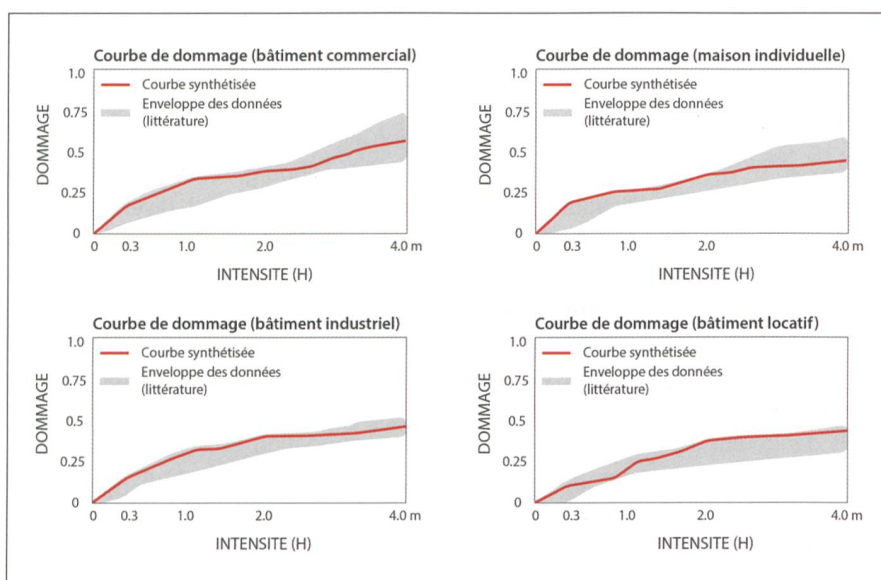 Courbe de dommage (bâtiment commercial)
1.0
0.75
0.5
0.25
0
DOMMAGE
Courbe synthétisée
Enveloppe des données
(littérature)
0 0.3 1.0 2.0 4.0 m
INTENSITE (H)
Courbe de dommage (maison individuelle)
1.0
0.75
0.5
0.25
0
DOMMAGE
Courbe synthétisée
Enveloppe des données
(littérature)
0 0.3 1.0 2.0 4.0 m
INTENSITE (H)
Courbe de dommage (bâtiment industriel)
1.0
0.75
0.5
0.25
0
DOMMAGE
Courbe synthétisée
Enveloppe des données
(littérature)
0 0.3 1.0 2.0 4.0 m
INTENSITE (H)
Courbe de dommage (bâtiment locatif)
1.0
0.75
0.5
0.25
0
DOMMAGE
Courbe synthétisée
Enveloppe des données
(littérature)
0 0.3 1.0 2.0 4.0 m
INTENSITE (H)